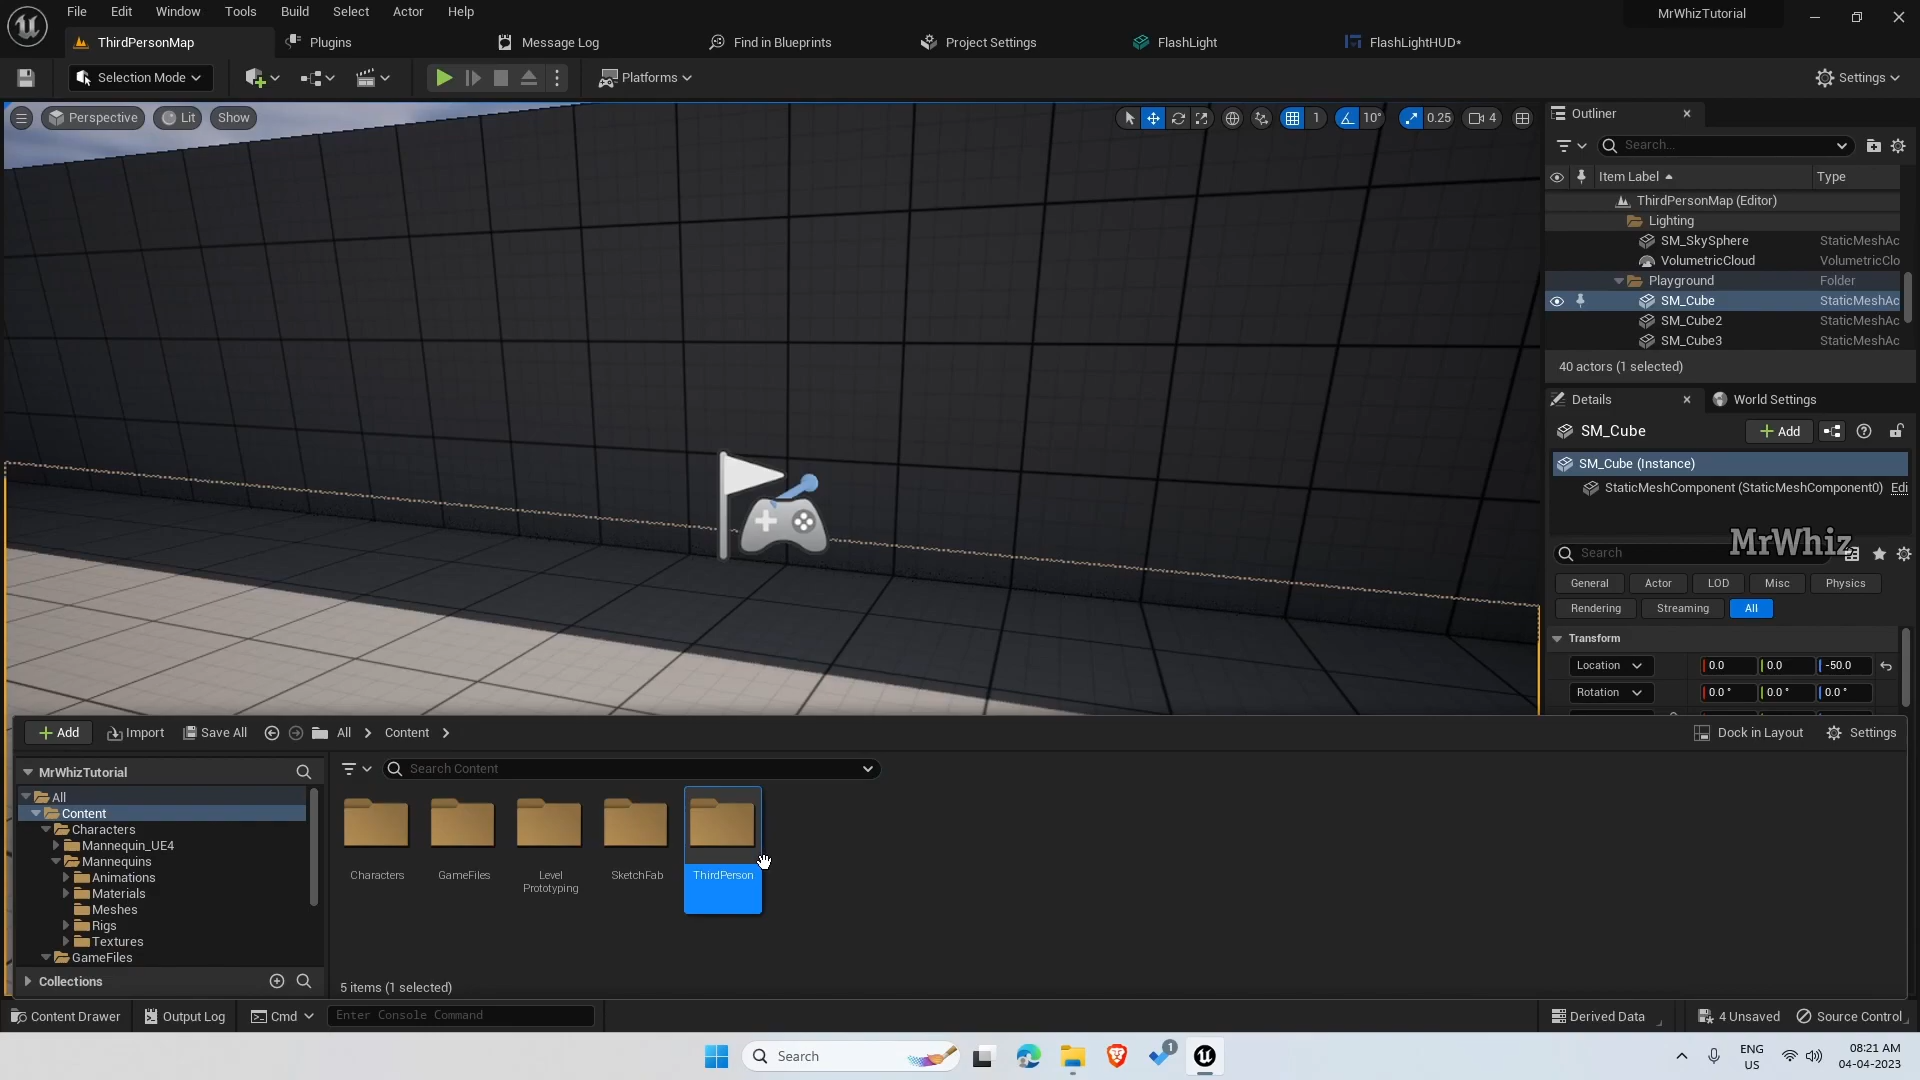 File Edit Window Tools Build Select Actor Help
MrWhizTutorial
ThirdPersonMap
Plugins
Message Log
Find in Blueprints
Project Settings
FlashLight
FlashLightHUD*
Selection Mode
Platforms
Settings
Perspective
Lit
Show
1
10°
0.25
4
Outliner
Search...
Item Label
Type
ThirdPersonMap (Editor)
Lighting
SM_SkySphere StaticMeshAc
VolumetricCloud VolumetricClo
Playground Folder
SM_Cube StaticMeshAc
SM_Cube2 StaticMeshAc
SM_Cube3 StaticMeshAc
40 actors (1 selected)
Details
World Settings
SM_Cube
Add
SM_Cube (Instance)
StaticMeshComponent (StaticMeshComponent0) Edi
MrWhiz
Search
General Actor LOD Misc Physics
Rendering Streaming All
Transform
Location 0.0 0.0 -50.0
Rotation 0.0 ° 0.0 ° 0.0 °
Add
Import
Save All
All
Content
Dock in Layout
Settings
MrWhizTutorial
Search Content
All
Content
Characters
Mannequin_UE4
Mannequins
Animations
Materials
Meshes
Rigs
Textures
GameFiles
Collections
Characters
GameFiles
Level
Prototyping
SketchFab
ThirdPerson
5 items (1 selected)
Content Drawer
Output Log
Cmd
Enter Console Command
Derived Data
4 Unsaved
Source Control
Search
1
ENG
US
08:21 AM
04-04-2023